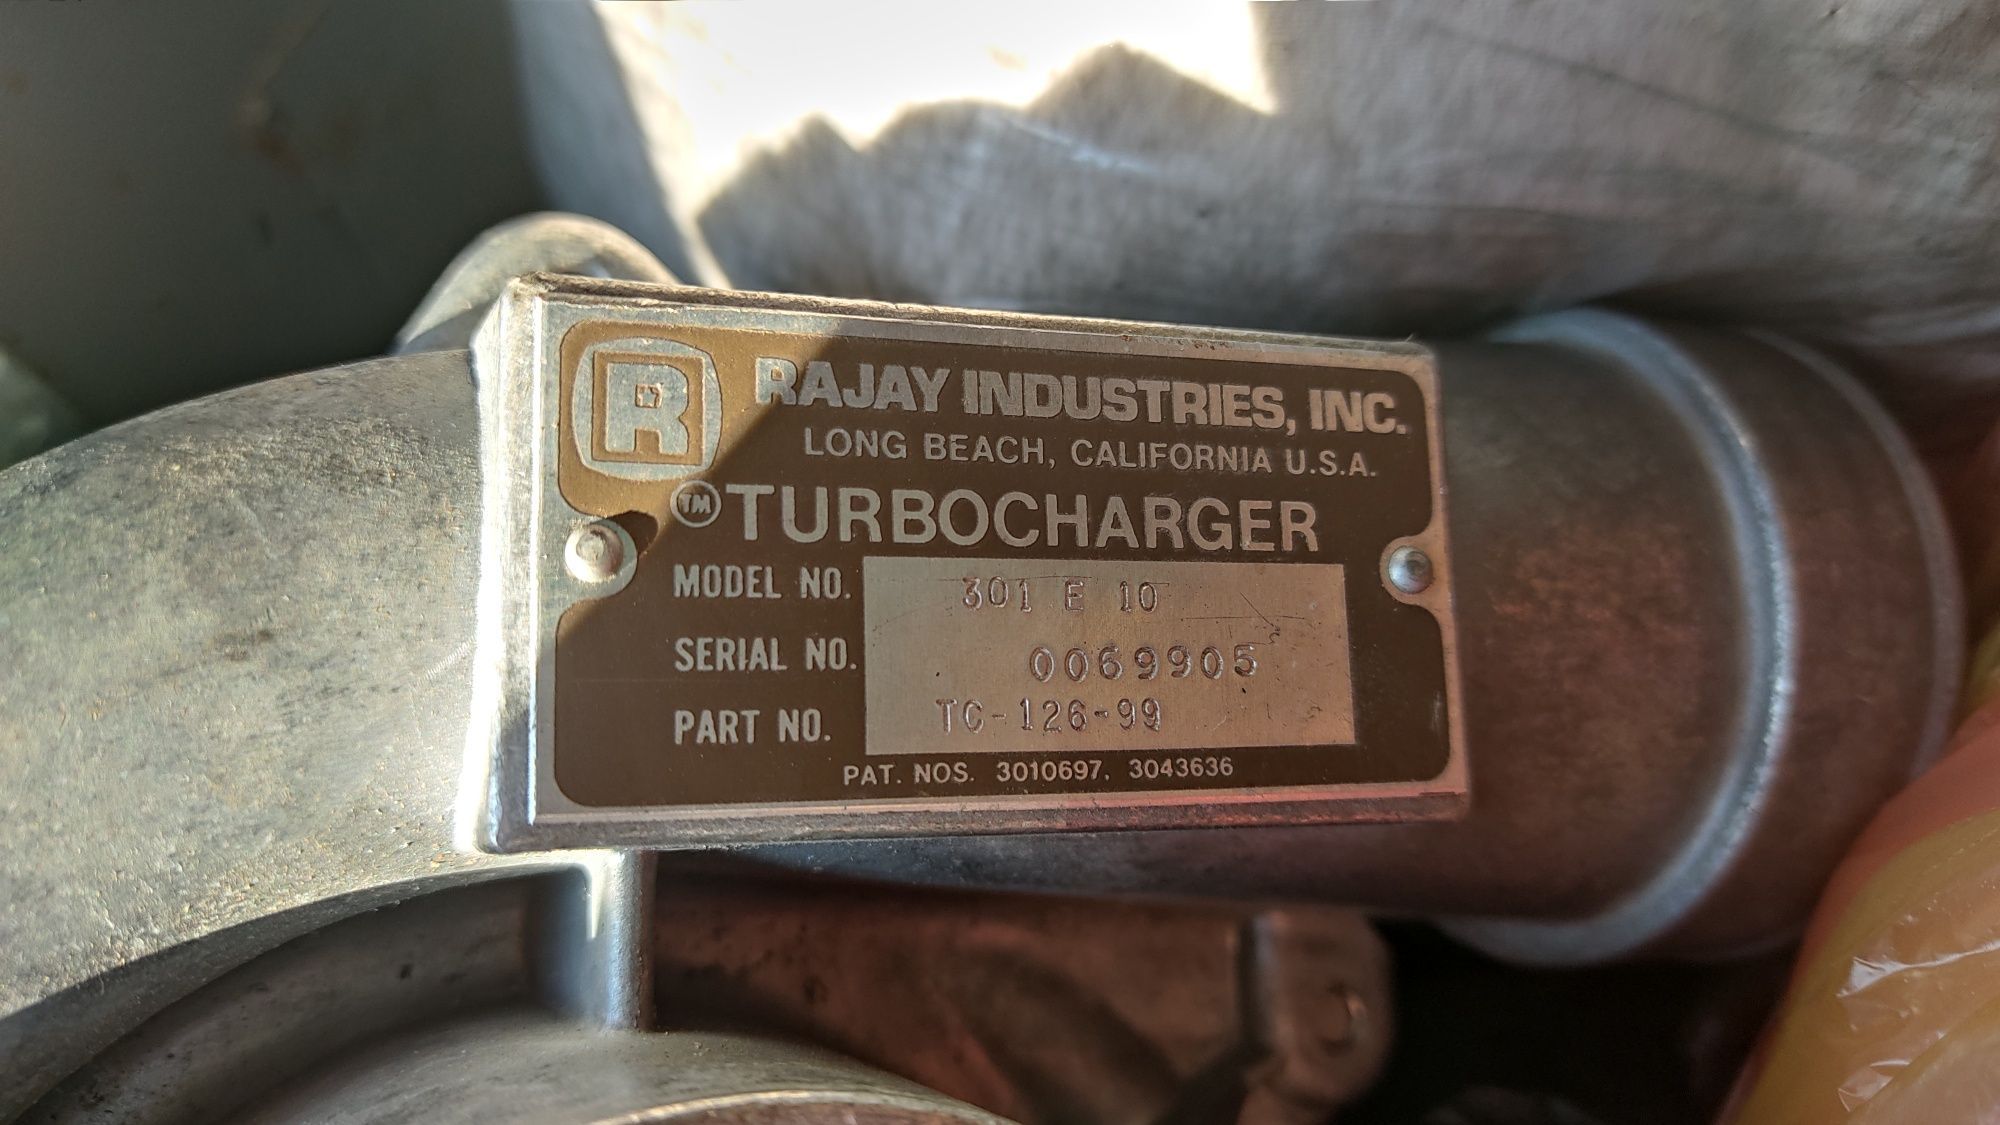 R
RAJAY INDUSTRIES, INC.
LONG BEACH, CALIFORNIA U.S.A.
TM TURBOCHARGER
MODEL NO. 301 E 10
SERIAL NO. 0069905
PART NO. TC-126-99
PAT. NOS. 3010697, 3043636